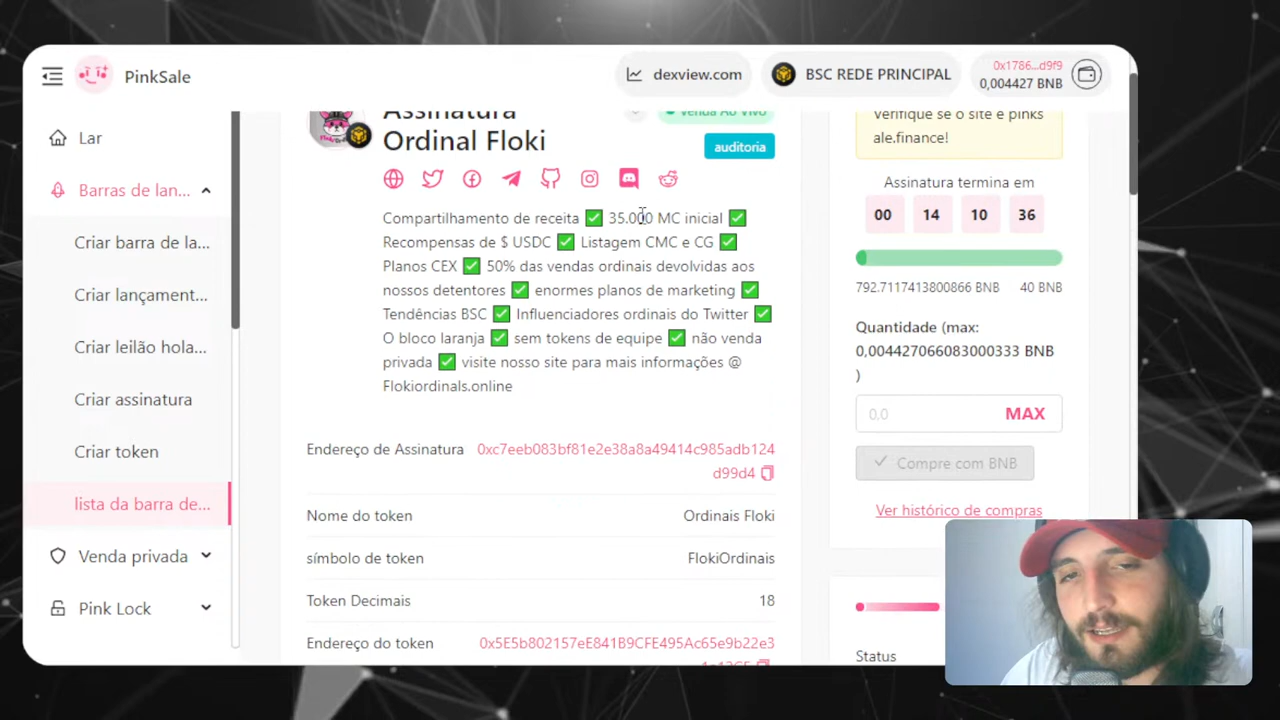 PinkSale
dexview.com
BSC REDE PRINCIPAL
0x1786...d9f9
0,004427 BNB
Lar
Barras de lan...
Criar barra de la...
Criar lançament...
Criar leilão hola...
Criar assinatura
Criar token
lista da barra de...
Venda privada
Pink Lock
Assinatura
Ordinal Floki
Venda Ao Vivo
auditoria
Compartilhamento de receita ✅ 35.000 MC inicial ✅
Recompensas de $ USDC ✅ Listagem CMC e CG ✅
Planos CEX ✅ 50% das vendas ordinais devolvidas aos
nossos detentores ✅ enormes planos de marketing ✅
Tendências BSC ✅ Influenciadores ordinais do Twitter ✅
O bloco laranja ✅ sem tokens de equipe ✅ não venda
privada ✅ visite nosso site para mais informações @
Flokiordinals.online
Endereço de Assinatura 0xc7eeb083bf81e2e38a8a49414c985adb124
d99d4
Nome do token Ordinais Floki
símbolo de token FlokiOrdinais
Token Decimais 18
Endereço do token 0x5E5b802157eE841B9CFE495Ac65e9b22e3
Verifique se o site é pinks
ale.finance!
Assinatura termina em
00 14 10 36
792.7117413800866 BNB 40 BNB
Quantidade (max:
0,004427066083000333 BNB
)
0,0 MAX
Compre com BNB
Ver histórico de compras
Status